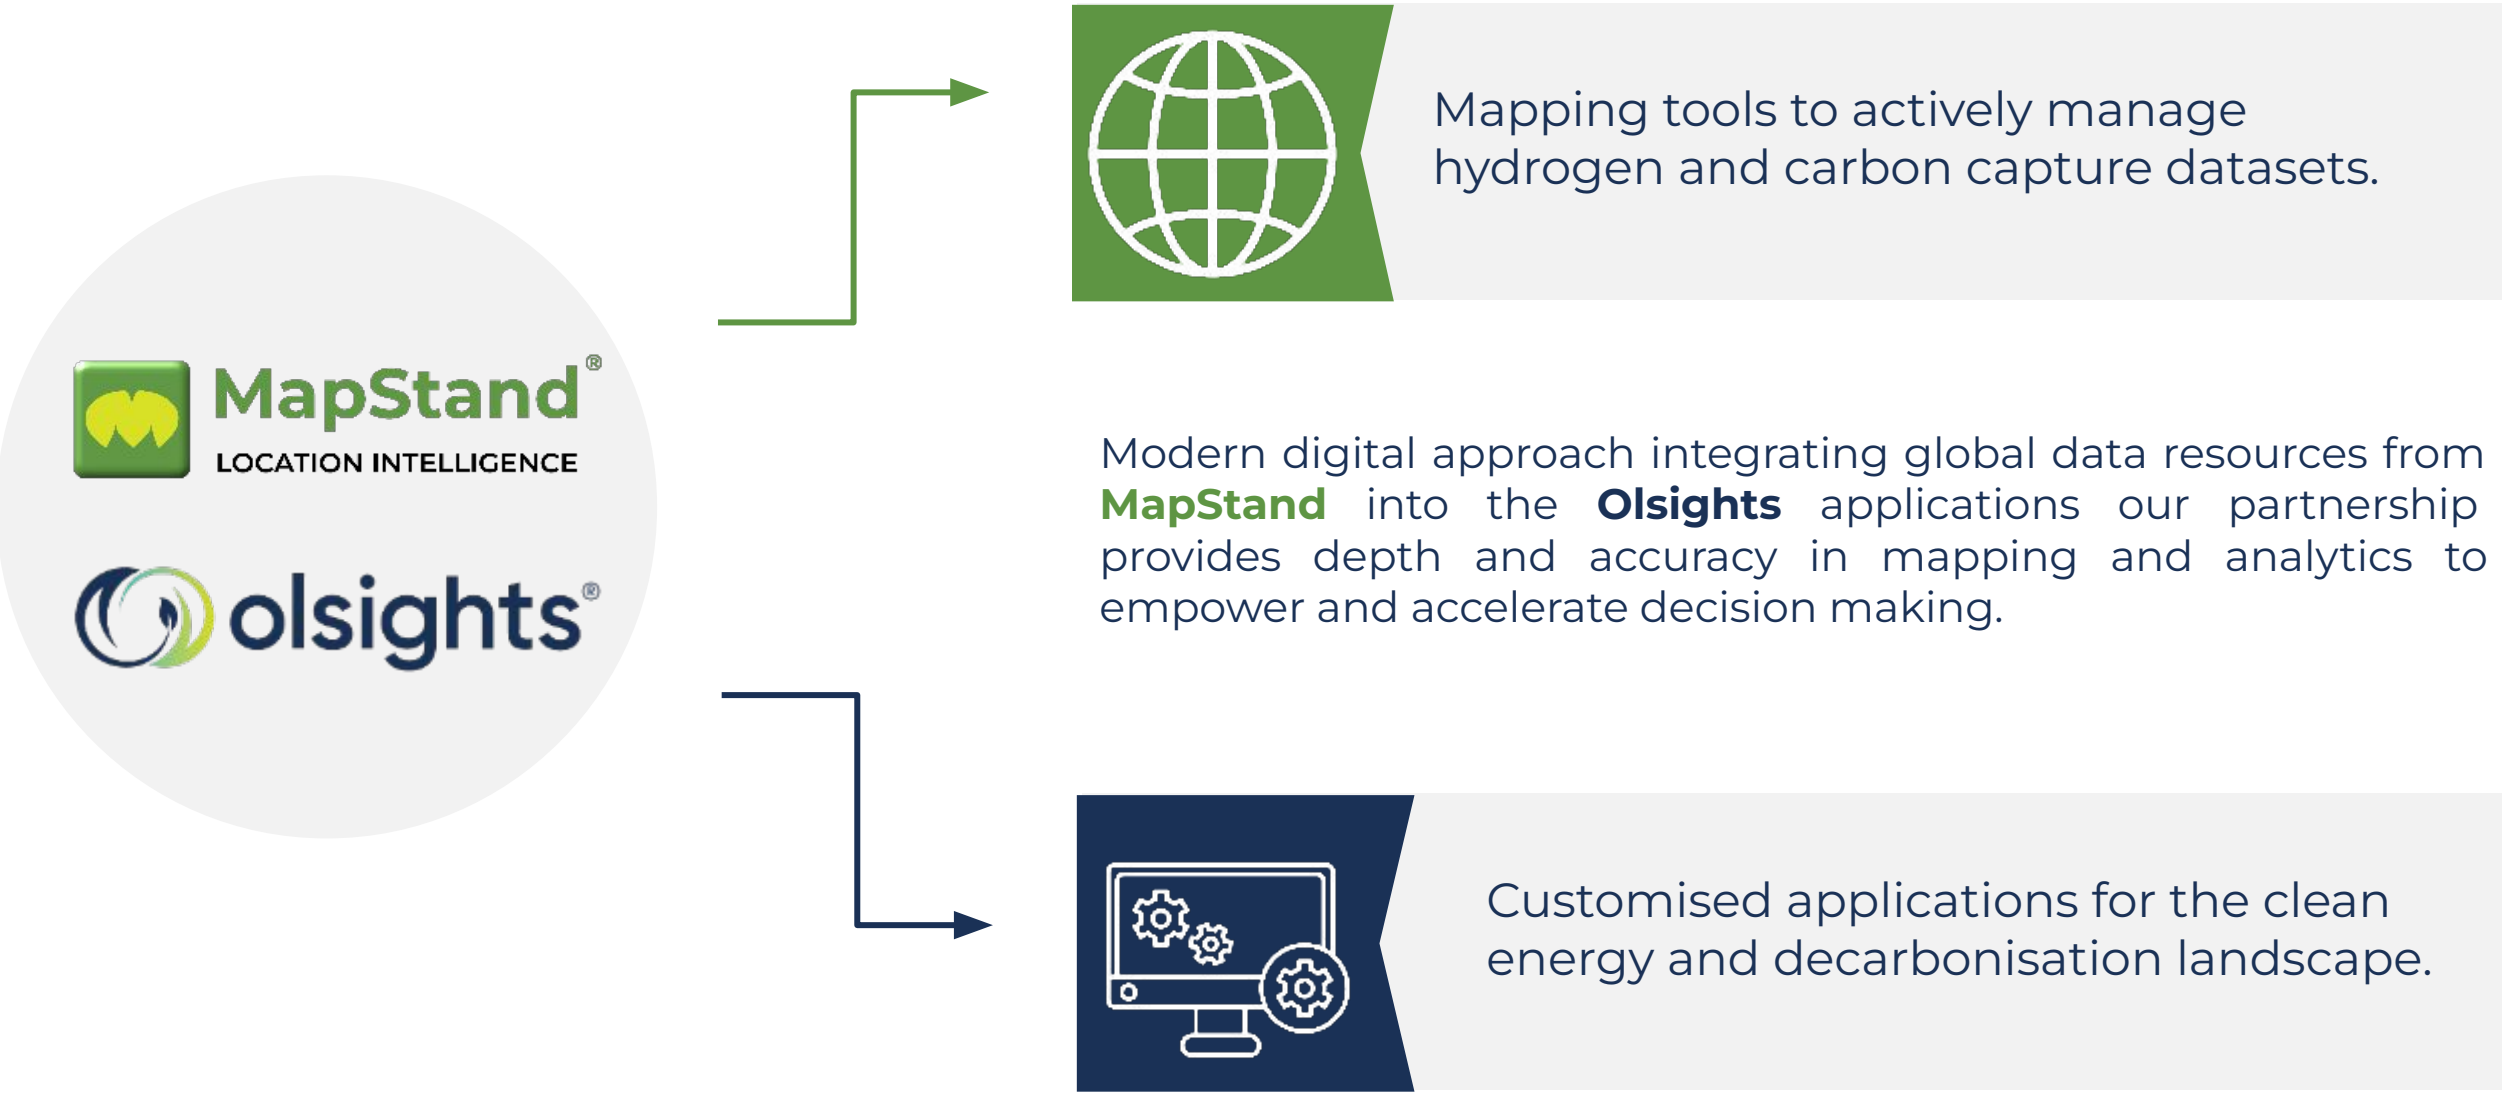 MapStand®
LOCATION INTELLIGENCE
olsights®
Mapping tools to actively manage
hydrogen and carbon capture datasets.
Modern digital approach integrating global data resources from
MapStand into the Olsights applications our partnership
provides depth and accuracy in mapping and analytics to
empower and accelerate decision making.
Customised applications for the clean
energy and decarbonisation landscape.